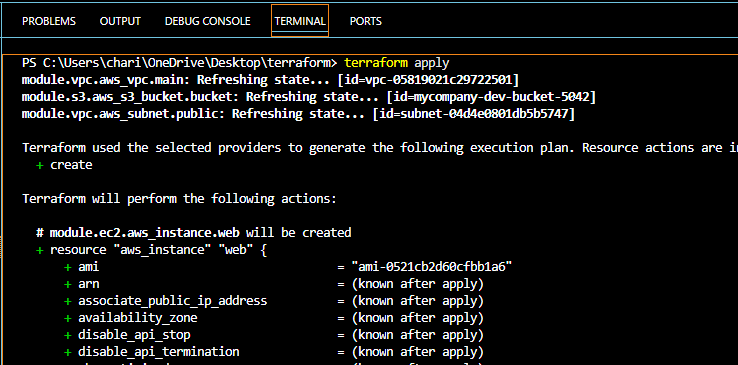 PROBLEMS OUTPUT DEBUG CONSOLE TERMINAL PORTS
PS C:\Users\chari\OneDrive\Desktop\terraform> terraform apply
module.vpc.aws_vpc.main: Refreshing state... [id=vpc-05819021c29722501]
module.s3.aws_s3_bucket.bucket: Refreshing state... [id=mycompany-dev-bucket-5042]
module.vpc.aws_subnet.public: Refreshing state... [id=subnet-04d4e0801db5b5747]
Terraform used the selected providers to generate the following execution plan. Resource actions are
+ create
Terraform will perform the following actions:
# module.ec2.aws_instance.web will be created
+ resource "aws_instance" "web" {
+ ami = "ami-0521cb2d60cfbb1a6"
+ arn = (known after apply)
+ associate_public_ip_address = (known after apply)
+ availability_zone = (known after apply)
+ disable_api_stop = (known after apply)
+ disable_api_termination = (known after apply)